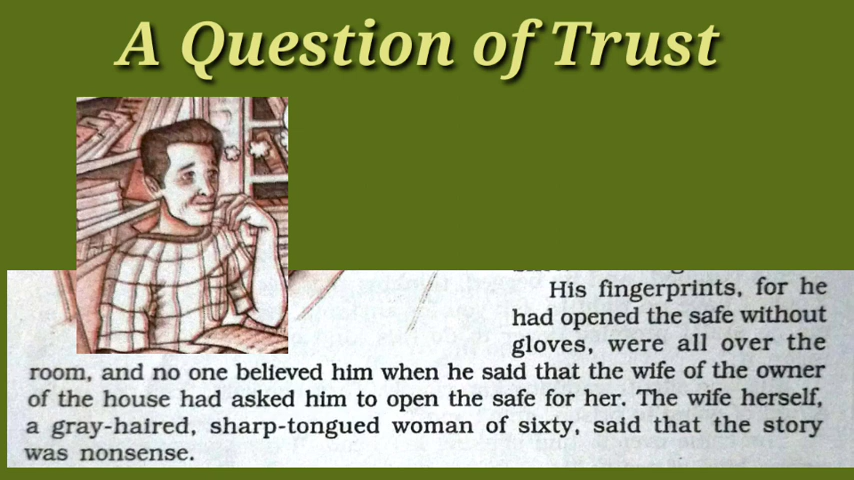 A Question of Trust
His fingerprints, for he
had opened the safe without
gloves, were all over the
room, and no one believed him when he said that the wife of the owner
of the house had asked him to open the safe for her. The wife herself,
a gray-haired, sharp-tongued woman of sixty, said that the story
was nonsense.